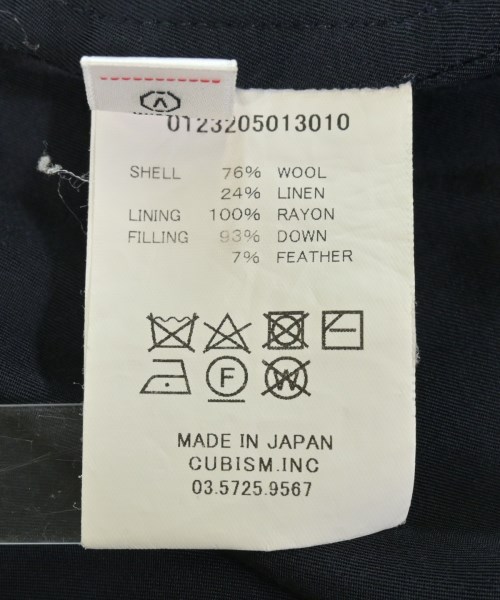 0123205013010
SHELL 76% WOOL
24% LINEN
LINING 100% RAYON
FILLING 93% DOWN
7% FEATHER
F W
MADE IN JAPAN
CUBISM.INC
03.5725.9567